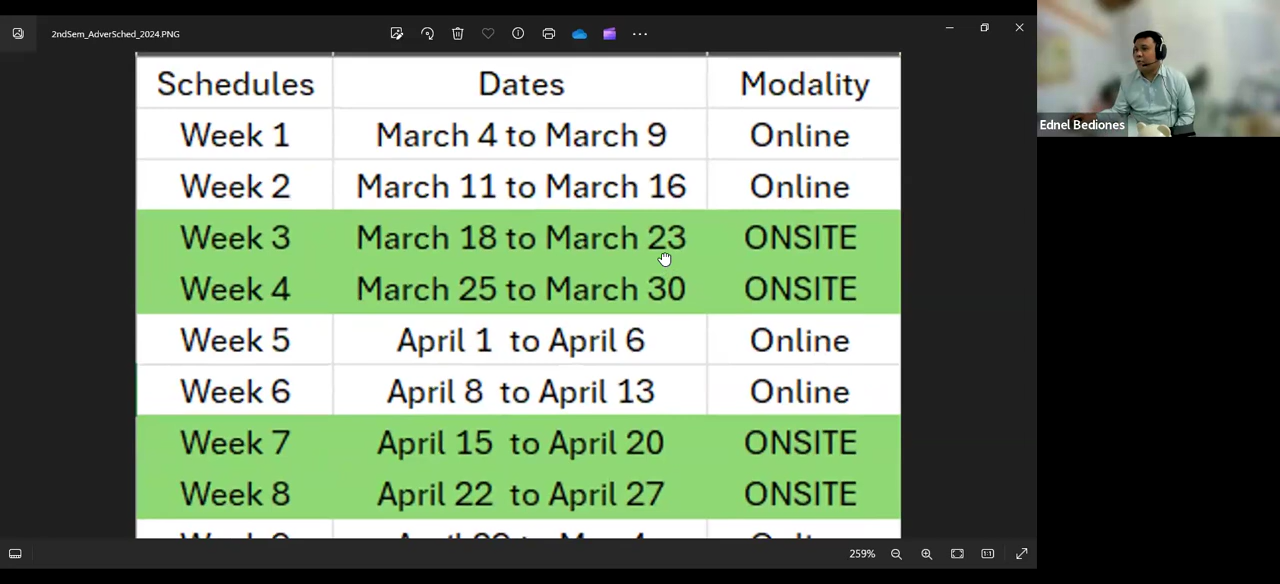 2ndSem_AdverSched_2024.PNG
Schedules Dates Modality
Week 1 March 4 to March 9 Online
Week 2 March 11 to March 16 Online
Week 3 March 18 to March 23 ONSITE
Week 4 March 25 to March 30 ONSITE
Week 5 April 1 to April 6 Online
Week 6 April 8 to April 13 Online
Week 7 April 15 to April 20 ONSITE
Week 8 April 22 to April 27 ONSITE
259% 1:1
Ednel Bediones